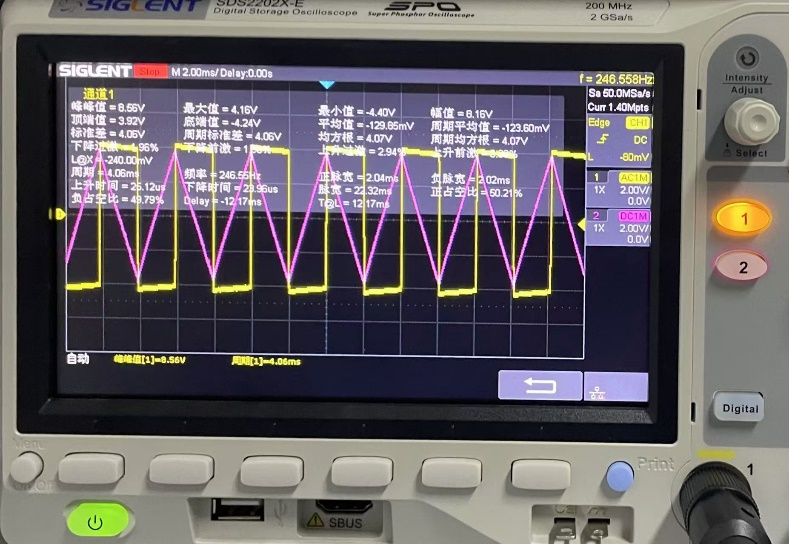 SIGLENT SDS2202X-E
Digital Storage Oscilloscope
SPO
Super Phosphor Oscilloscope
200 MHz
2 GSa/s
SIGLENT Stop M 2.00ms/ Delay:0.00s
f = 246.558Hz
Sa 50.0MSa/s
Curr 1.40Mpts
Edge CH1
DC
L -80mV
1 AC1M
1X 2.00V/
0.0V
2 DC1M
1X 2.00V/
0.0V
通道1
峰峰值 = 8.56V 最大值 = 4.16V 最小值 = -4.40V 幅值 = 8.16V
顶端值 = 3.92V 底端值 = -4.24V 平均值 = -129.65mV 周期平均值 = -123.60mV
标准差 = 4.06V 周期标准差 = 4.06V 均方根 = 4.07V 周期均方根 = 4.07V
下降过激 = 1.96% 下降前激 = 上升过激 = 2.94% 上升前激 =
L@X = -240.00mV
周期 = 4.06ms 频率 = 246.55Hz 正脉宽 = 2.04ms 负脉宽 = 2.02ms
上升时间 = 25.12us 下降时间 = 23.96us 脉宽 = 22.32ms 正占空比 = 50.21%
负占空比 = 49.79% Delay = -12.17ms T@L = 12.17ms
自动 峰峰值[1]=8.56V 周期[1]=4.06ms
Intensity
Adjust
Select
1
2
Digital
Menu
On/Off
Print
1
SBUS